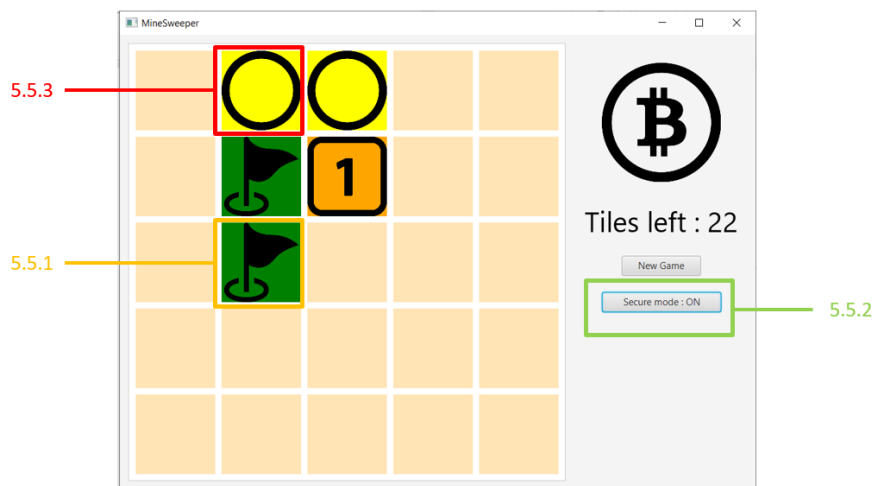 MineSweeper
5.5.3
1
Tiles left : 22
5.5.1
New Game
Secure mode : ON
5.5.2